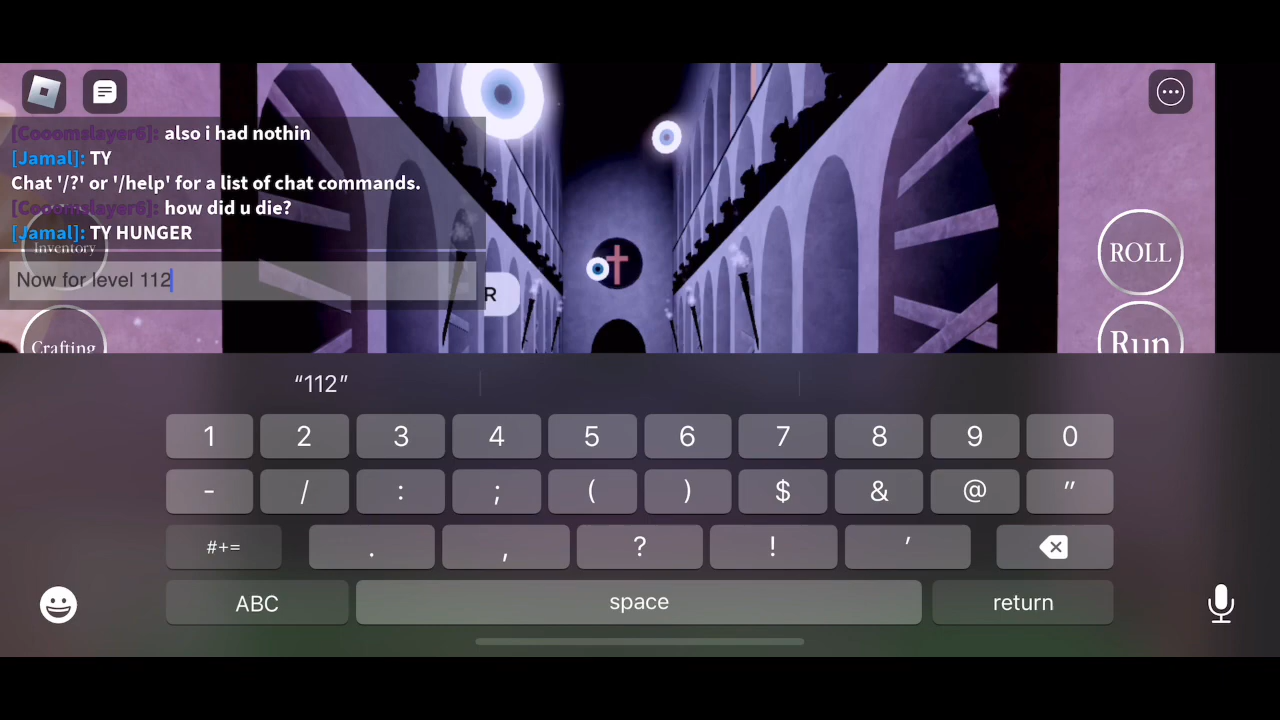 [Cooomslayer6]: also i had nothin
[Jamal]: TY
Chat '/?' or '/help' for a list of chat commands.
[Cooomslayer6]: how did u die?
[Jamal]: TY HUNGER
Inventory
Now for level 112
R
ROLL
Crafting
Run
“112”
1 2 3 4 5 6 7 8 9 0
- / : ; ( ) $ & @ "
#+= . , ? ! '
ABC space return